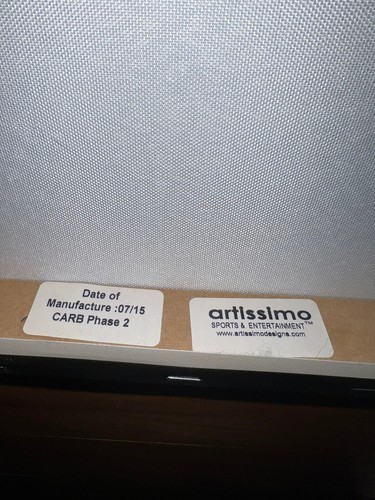 Date of
Manufacture :07/15
CARB Phase 2
artissimo
SPORTS & ENTERTAINMENT™
www.artissimodesigns.com